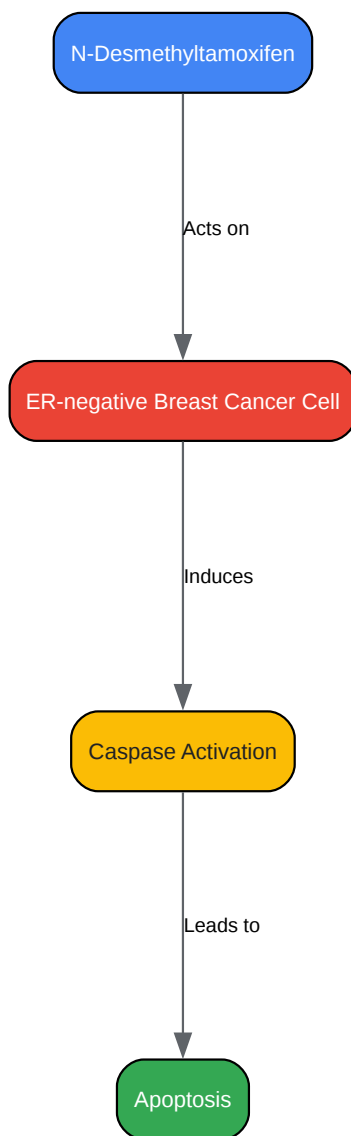 N-Desmethyltamoxifen
Acts on
ER-negative Breast Cancer Cell
Induces
Caspase Activation
Leads to
Apoptosis